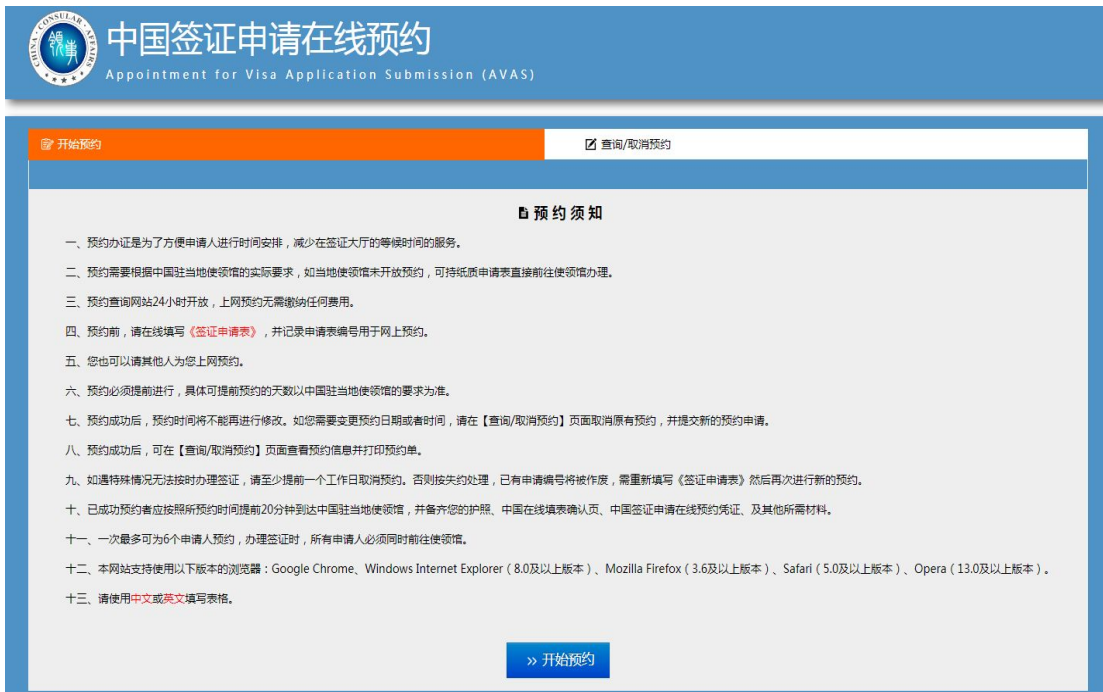 CHINA CONSULAR AFFAIRS
領事
中国签证申请在线预约
Appointment for Visa Application Submission (AVAS)
开始预约
查询/取消预约
预约须知
一、预约办证是为了方便申请人进行时间安排，减少在签证大厅的等候时间的服务。
二、预约需要根据中国驻当地使领馆的实际要求，如当地使领馆未开放预约，可持纸质申请表直接前往使领馆办理。
三、预约查询网站24小时开放，上网预约无需缴纳任何费用。
四、预约前，请在线填写《签证申请表》，并记录申请表编号用于网上预约。
五、您也可以请其他人为您上网预约。
六、预约必须提前进行，具体可提前预约的天数以中国驻当地使领馆的要求为准。
七、预约成功后，预约时间将不能再进行修改。如您需要变更预约日期或者时间，请在【查询/取消预约】页面取消原有预约，并提交新的预约申请。
八、预约成功后，可在【查询/取消预约】页面查看预约信息并打印预约单。
九、如遇特殊情况无法按时办理签证，请至少提前一个工作日取消预约。否则按失约处理，已有申请编号将被作废，需重新填写《签证申请表》然后再次进行新的预约。
十、已成功预约者应按照所预约时间提前20分钟到达中国驻当地使领馆，并备齐您的护照、中国在线填表确认页、中国签证申请在线预约凭证、及其他所需材料。
十一、一次最多可为6个申请人预约，办理签证时，所有申请人必须同时前往使领馆。
十二、本网站支持使用以下版本的浏览器：Google Chrome、Windows Internet Explorer（8.0及以上版本）、Mozilla Firefox（3.6及以上版本）、Safari（5.0及以上版本）、Opera（13.0及以上版本）。
十三、请使用中文或英文填写表格。
» 开始预约